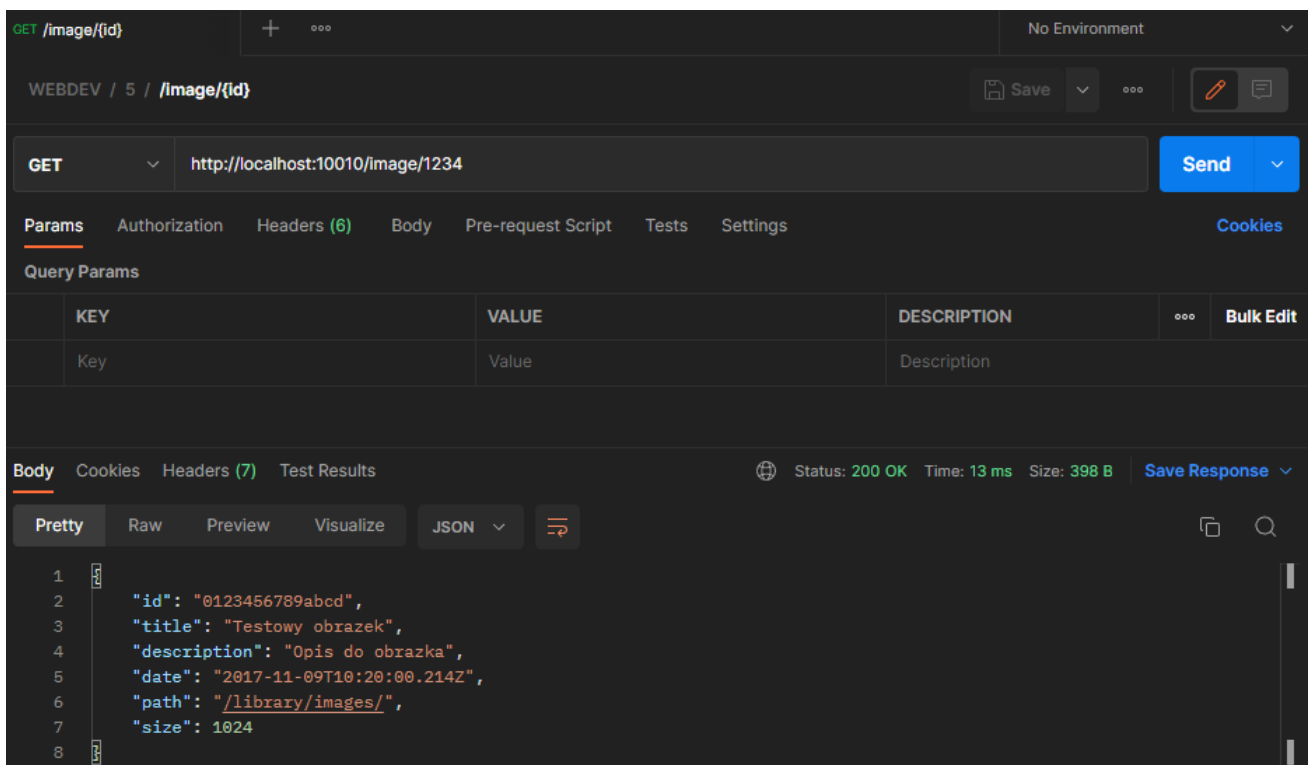 GET /image/{id} No Environment
WEBDEV / 5 / /image/{id} Save
GET http://localhost:10010/image/1234 Send
Params Authorization Headers (6) Body Pre-request Script Tests Settings Cookies
Query Params
KEY VALUE DESCRIPTION Bulk Edit
Key Value Description
Body Cookies Headers (7) Test Results Status: 200 OK Time: 13 ms Size: 398 B Save Response
Pretty Raw Preview Visualize JSON
1 {
2 "id": "0123456789abcd",
3 "title": "Testowy obrazek",
4 "description": "Opis do obrazka",
5 "date": "2017-11-09T10:20:00.214Z",
6 "path": "/library/images/",
7 "size": 1024
8 }